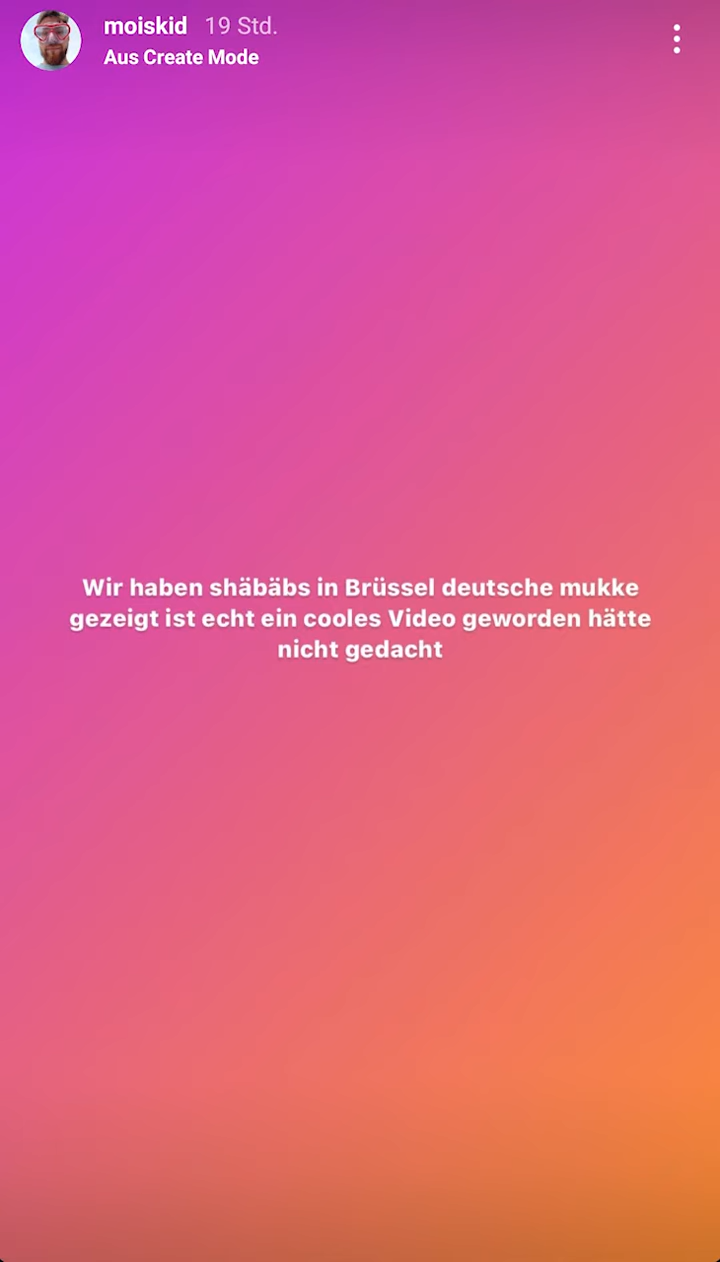 moiskid 19 Std.
Aus Create Mode
Wir haben shäbäbs in Brüssel deutsche mukke
gezeigt ist echt ein cooles Video geworden hätte
nicht gedacht